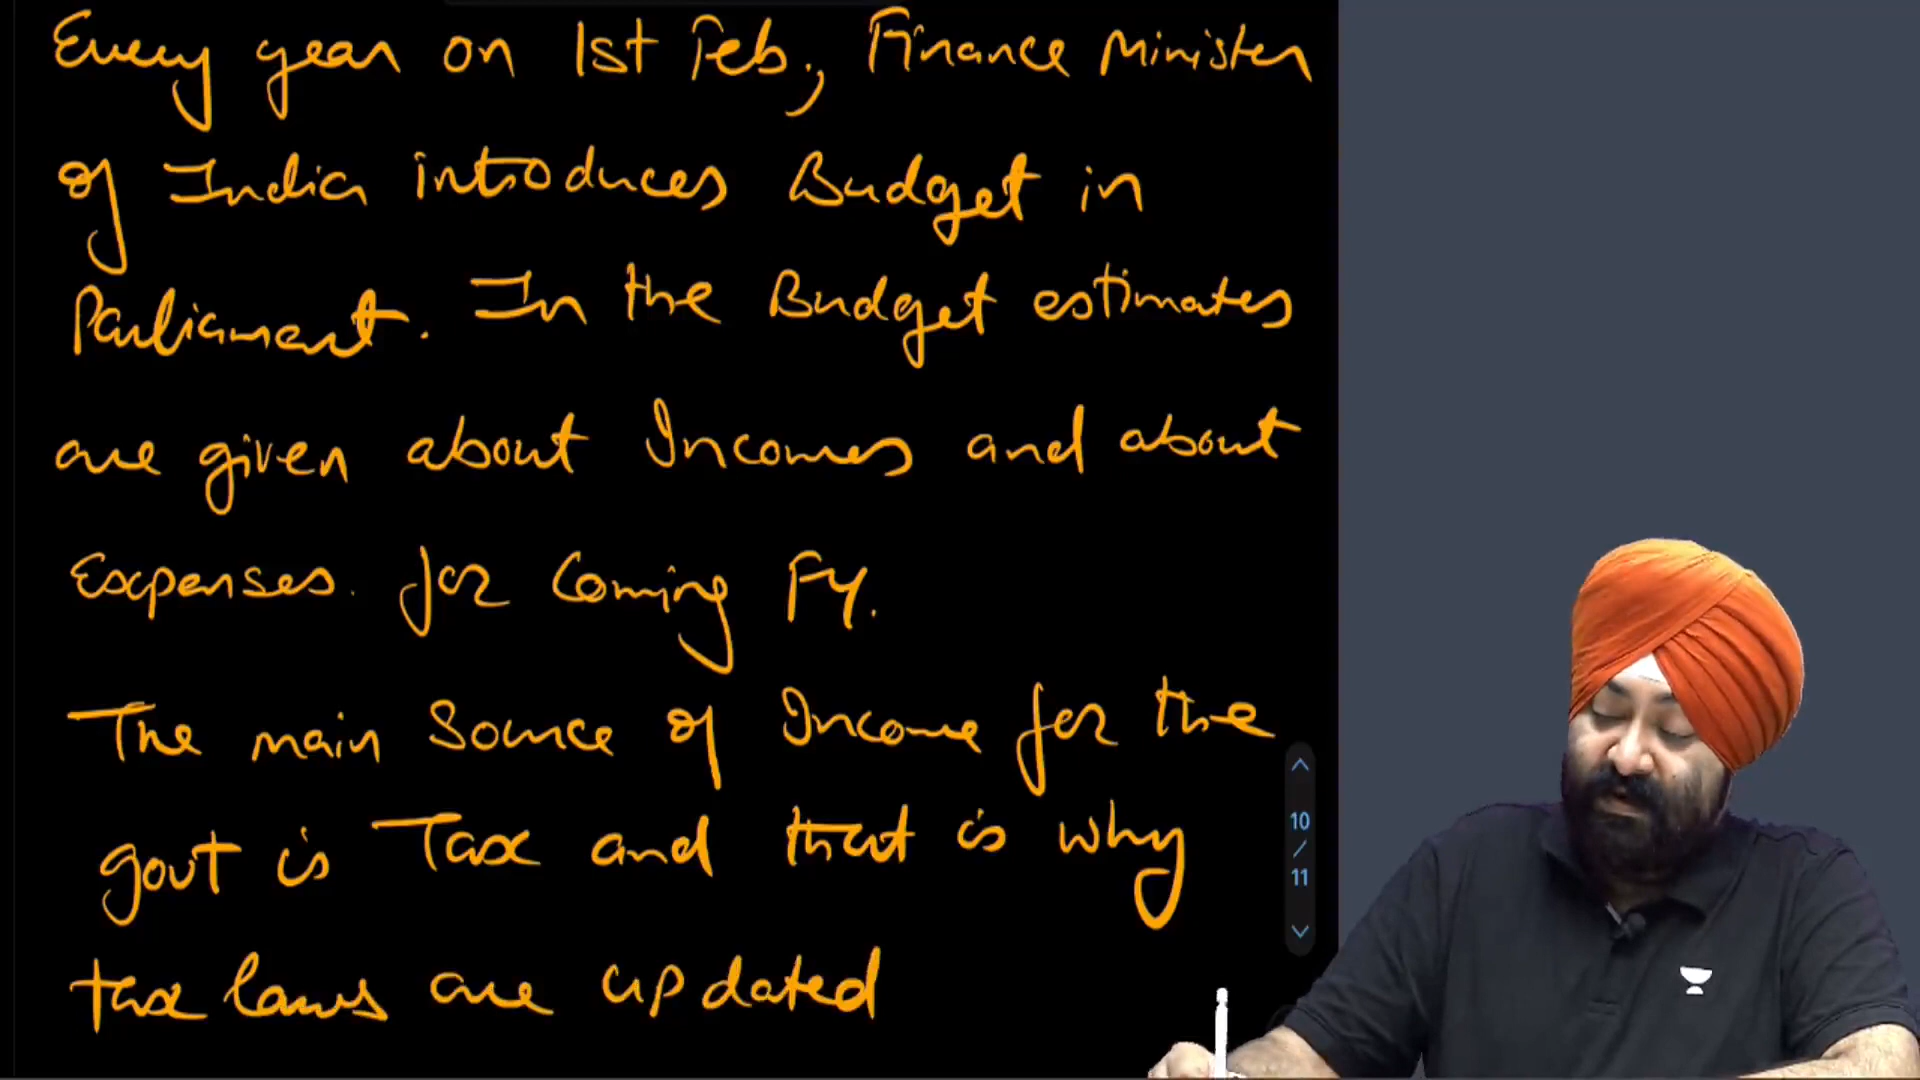 Every year on 1st Feb., Finance Minister
of India introduces Budget in
Parliament. In the Budget estimates
are given about Incomes and about
Expenses. for Coming FY.
The main Source of Income for the
govt is Tax and that is why
tax laws are updated
10
/
11